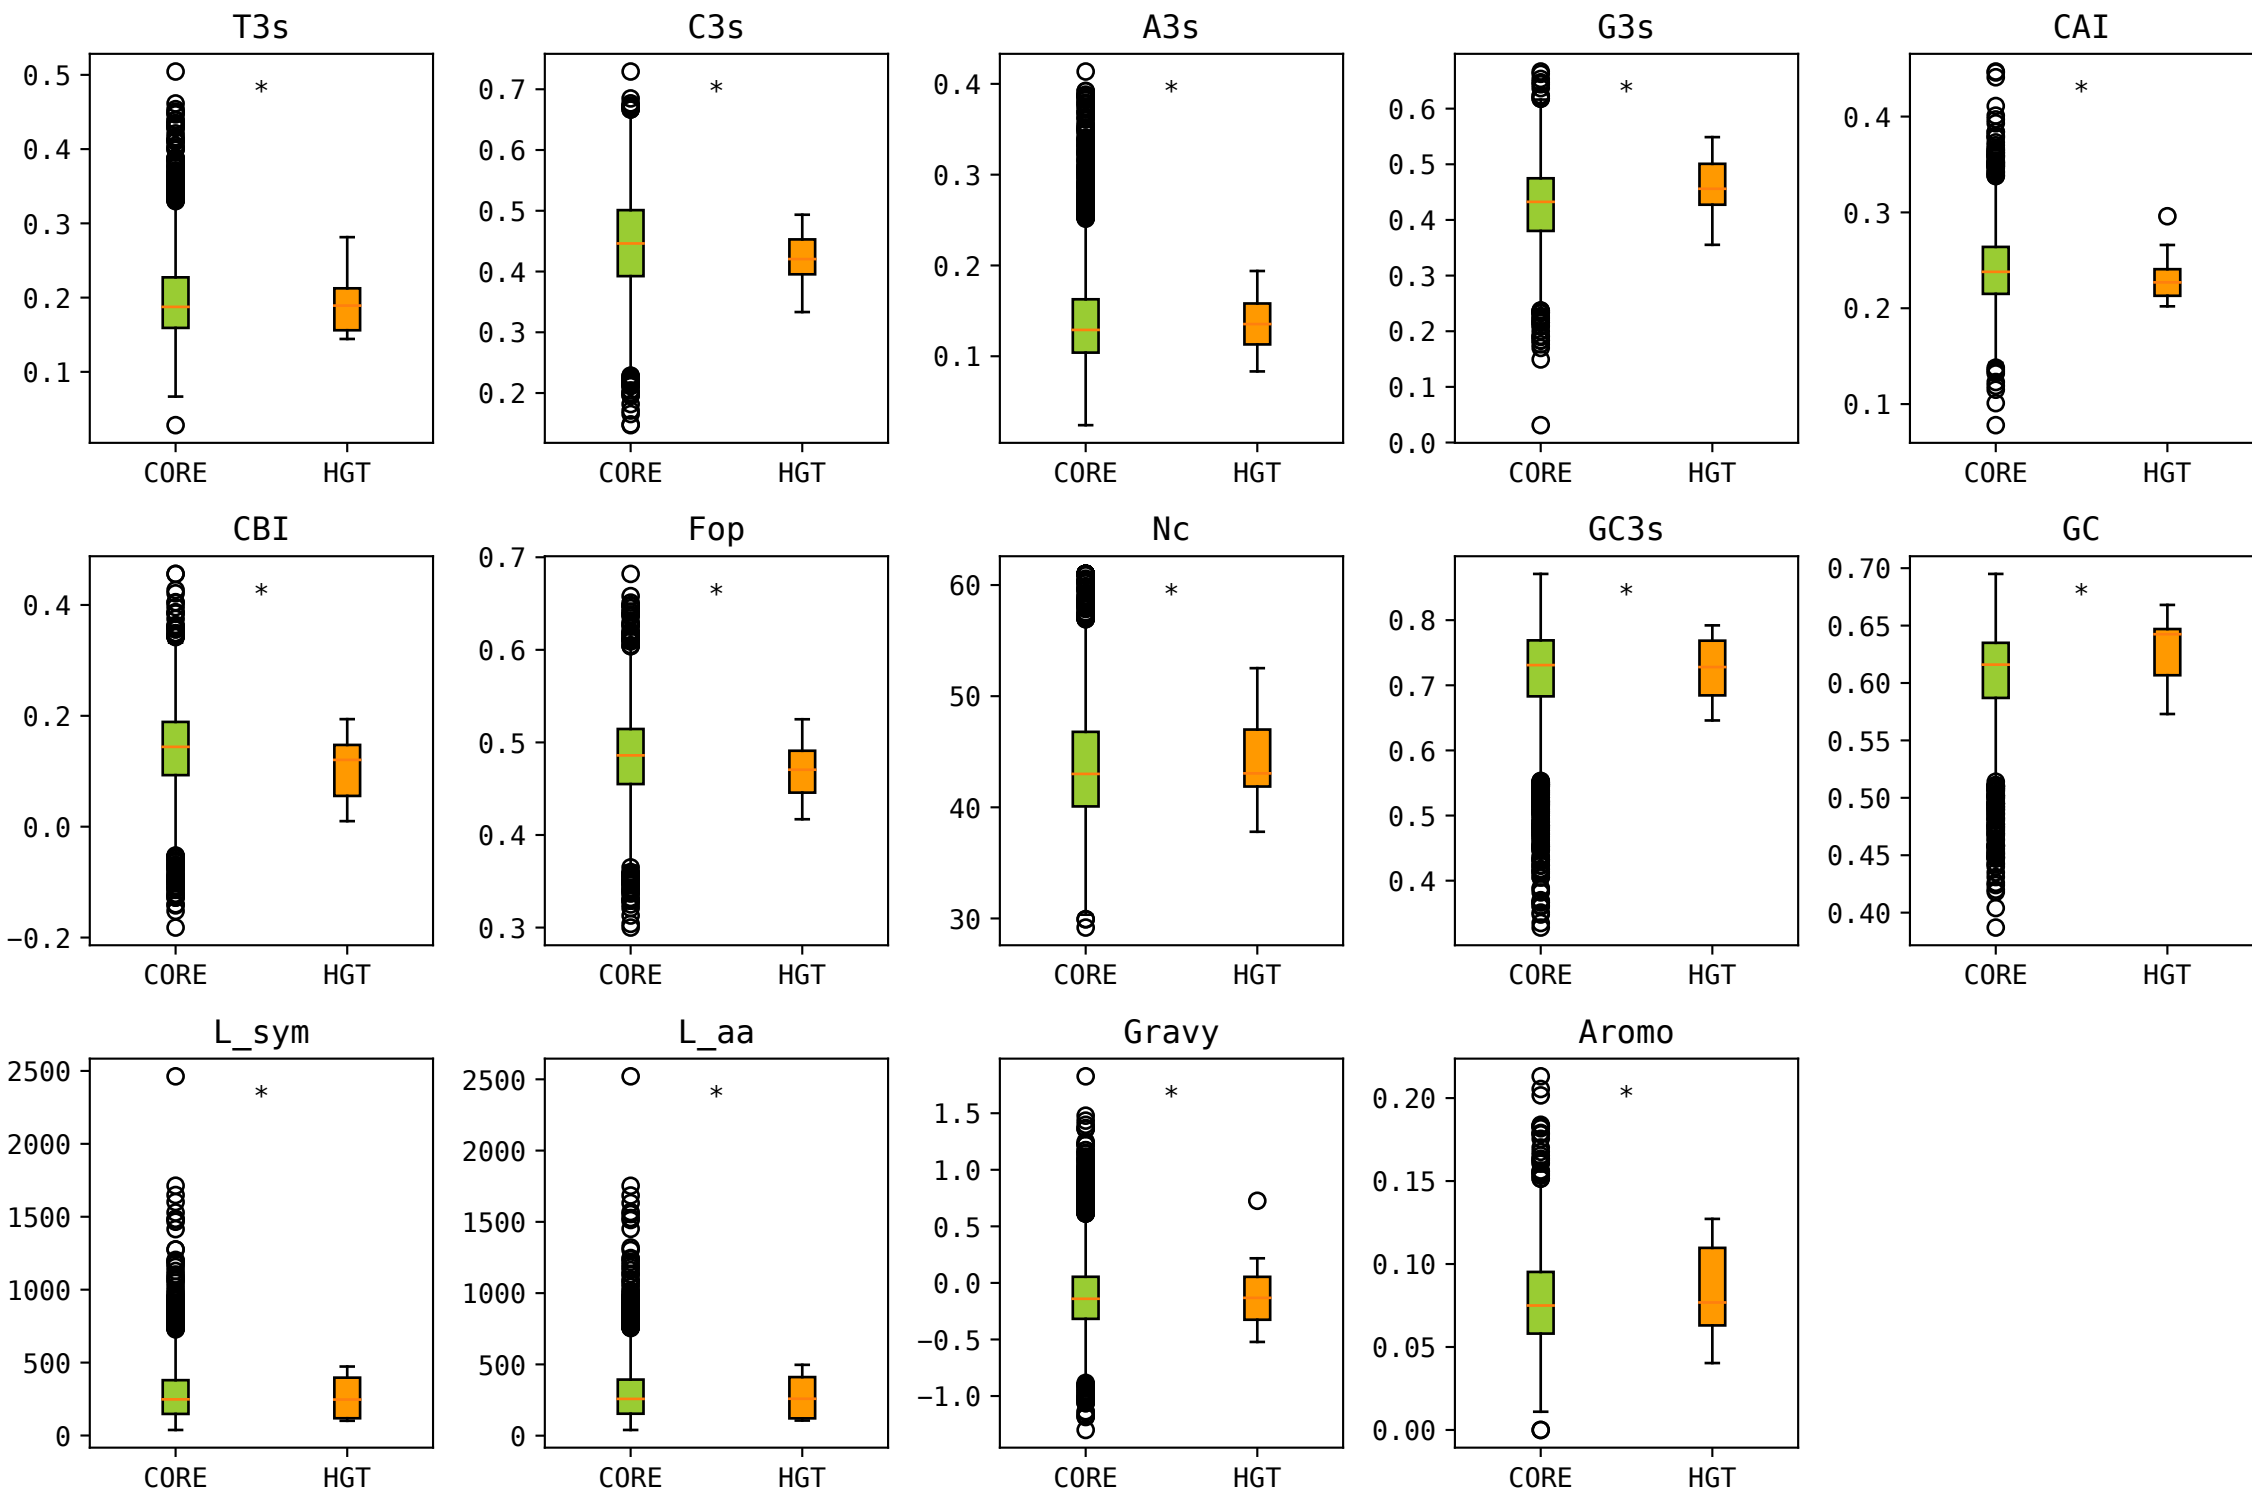 T3s C3s A3s G3s CAI
0.5 0.4 0.3 0.2 0.1 * CORE HGT
0.7 0.6 0.5 0.4 0.3 0.2 * CORE HGT
0.4 0.3 0.2 0.1 * CORE HGT
0.6 0.5 0.4 0.3 0.2 0.1 0.0 * CORE HGT
0.4 0.3 0.2 0.1 * CORE HGT
CBI Fop Nc GC3s GC
0.4 0.2 0.0 −0.2 * CORE HGT
0.7 0.6 0.5 0.4 0.3 * CORE HGT
60 50 40 30 * CORE HGT
0.8 0.7 0.6 0.5 0.4 * CORE HGT
0.70 0.65 0.60 0.55 0.50 0.45 0.40 * CORE HGT
L_sym L_aa Gravy Aromo
2500 2000 1500 1000 500 0 * CORE HGT
2500 2000 1500 1000 500 0 * CORE HGT
1.5 1.0 0.5 0.0 −0.5 −1.0 * CORE HGT
0.20 0.15 0.10 0.05 0.00 * CORE HGT